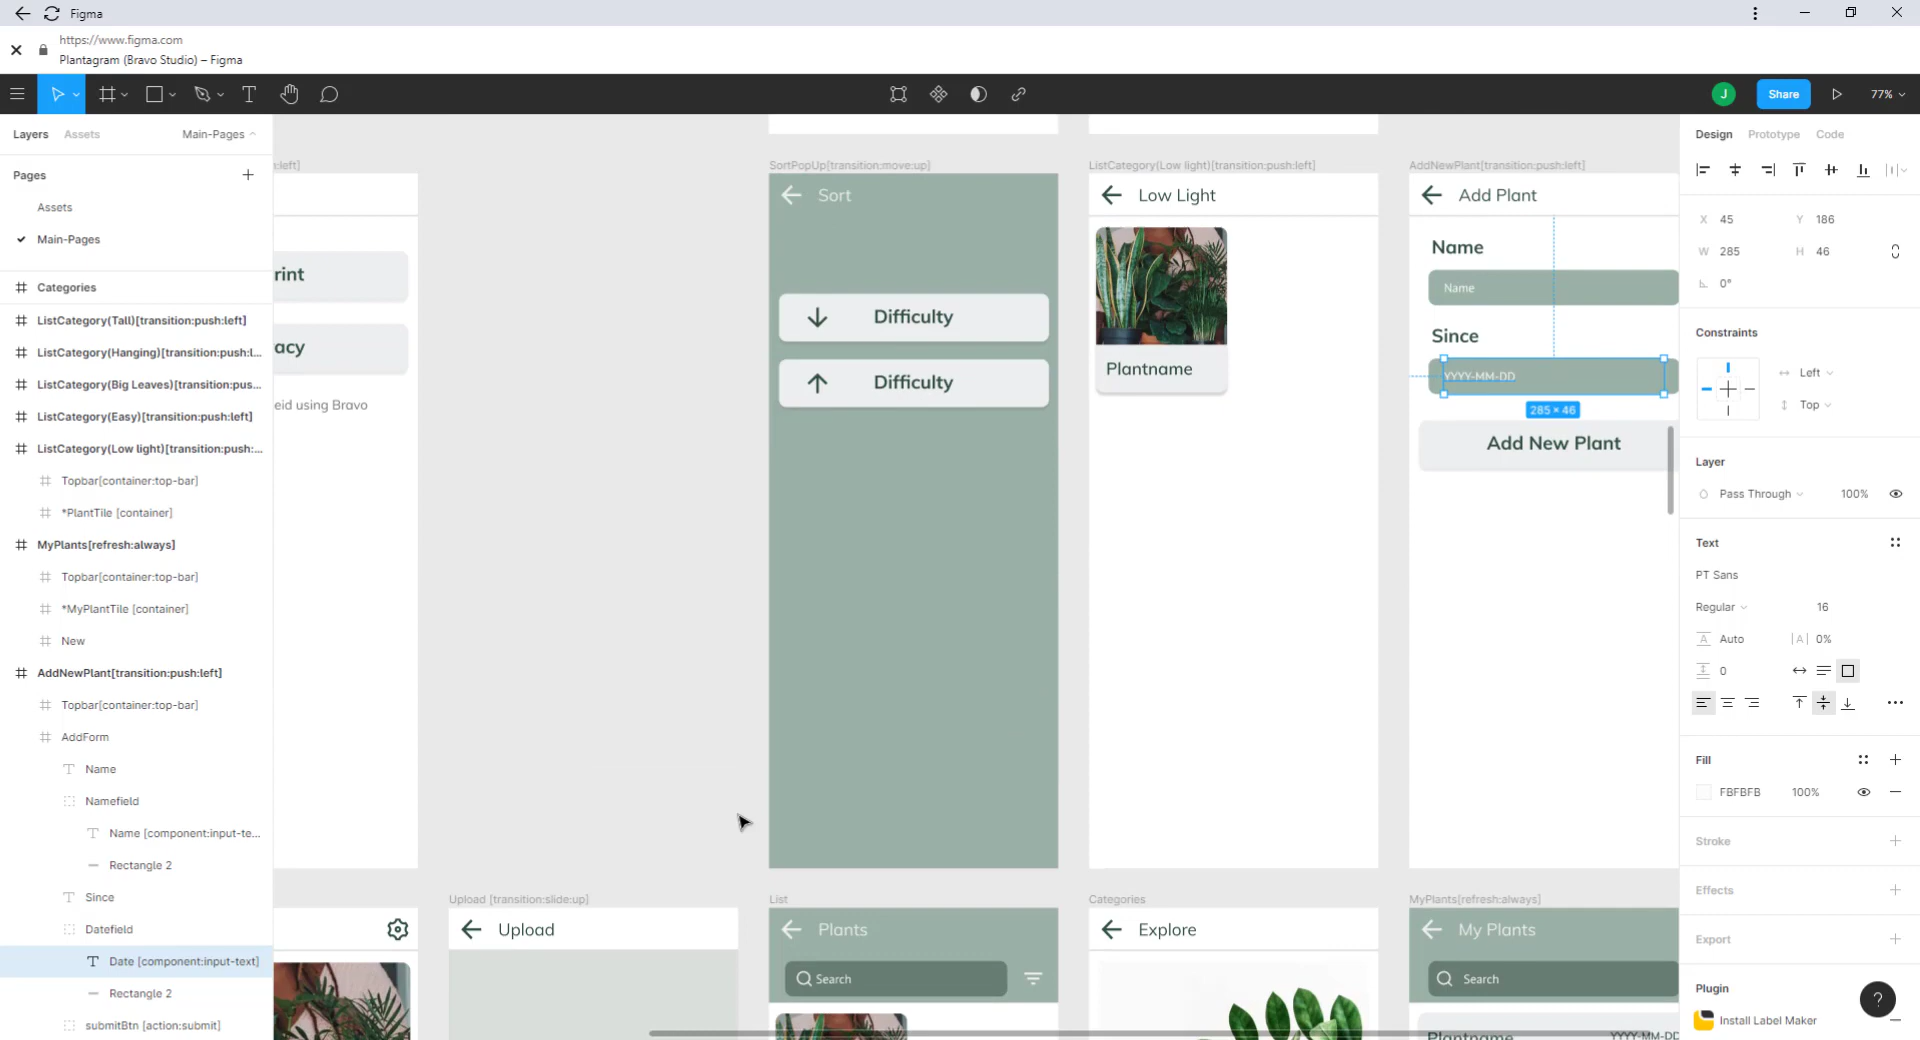 Figma
https://www.figma.com
Plantagram (Bravo Studio) – Figma
J
Share
77%
Layers
Assets
Main-Pages
Pages
Assets
Main-Pages
Categories
ListCategory(Tall)[transition:push:left]
ListCategory(Hanging)[transition:push:l...
ListCategory(Big Leaves)[transition:pus...
ListCategory(Easy)[transition:push:left]
ListCategory(Low light)[transition:push:...
Topbar[container:top-bar]
*PlantTile [container]
MyPlants[refresh:always]
Topbar[container:top-bar]
*MyPlantTile [container]
New
AddNewPlant[transition:push:left]
Topbar[container:top-bar]
AddForm
Name
Namefield
Name [component:input-te...
Rectangle 2
Since
Datefield
Date [component:input-text]
Rectangle 2
submitBtn [action:submit]
:left]
rint
acy
eid using Bravo
SortPopUp[transition:move:up]
Sort
Difficulty
Difficulty
ListCategory(Low light)[transition:push:left]
Low Light
Plantname
AddNewPlant[transition:push:left]
Add Plant
Name
Name
Since
YYYY-MM-DD
285 × 46
Add New Plant
Upload [transition:slide:up]
Upload
List
Plants
Search
Categories
Explore
MyPlants[refresh:always]
My Plants
Search
Plantname
YYYY-MM-DD
Design
Prototype
Code
X 45
Y 186
W 285
H 46
0°
Constraints
Left
Top
Layer
Pass Through
100%
Text
PT Sans
Regular
16
A Auto
|A| 0%
0
Fill
FBFBFB
100%
Stroke
Effects
Export
Plugin
?
Install Label Maker